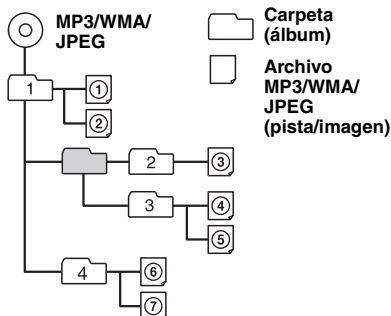 MP3/WMA/
JPEG
Carpeta
(álbum)
Archivo
MP3/WMA/
JPEG
(pista/imagen)
1
①
②
2
③
3
④
⑤
4
⑥
⑦